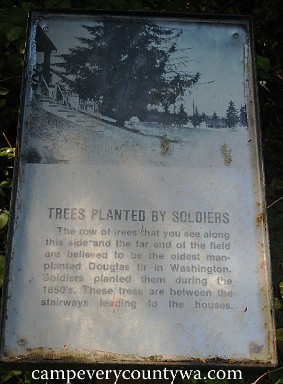 TREES PLANTED BY SOLDIERS
The row of trees that you see along
this side and the far end of the field
are believed to be the oldest man-
planted Douglas fir in Washington.
Soldiers planted them during the
1850's. These trees are between the
stairways leading to the houses.
campeverycountywa.com